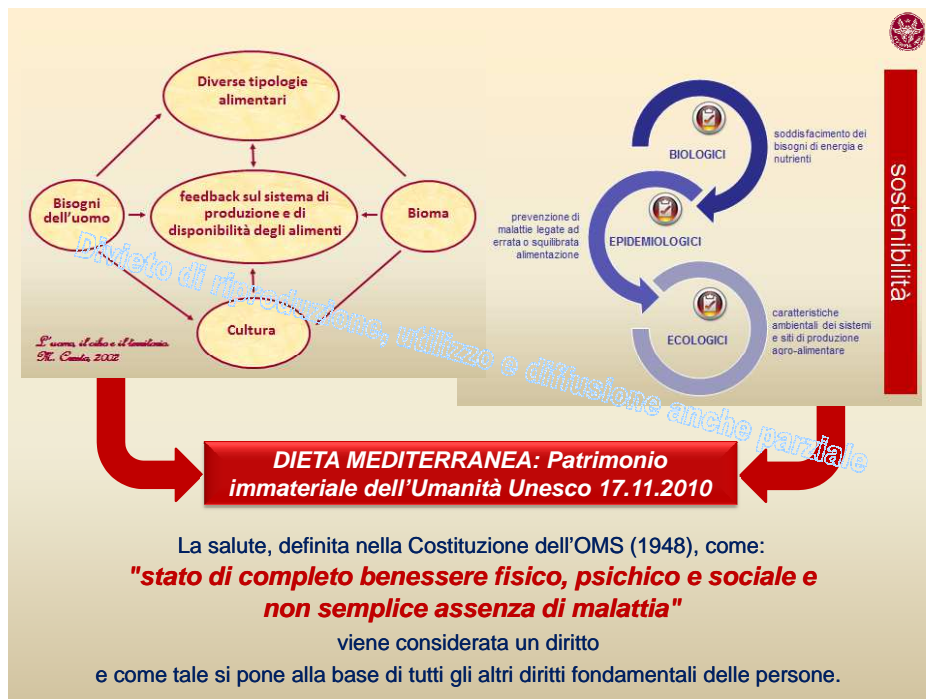 Diverse tipologie
alimentari
Bisogni
dell'uomo
feedback sul sistema di
produzione e di
disponibilità degli alimenti
Bioma
Cultura
L'uomo, il cibo e il territorio.
2002
BIOLOGICI
soddisfacimento dei
bisogni di energia e
nutrienti
prevenzione di
malattie legate ad
errata o squilibrata
alimentazione
EPIDEMIOLOGICI
ECOLOGICI
caratteristiche
ambientali dei sistemi
e siti di produzione
agro-alimentare
sostenibilità
Divieto di riproduzione, utilizzo e diffusione anche parziale
DIETA MEDITERRANEA: Patrimonio
immateriale dell'Umanità Unesco 17.11.2010
La salute, definita nella Costituzione dell'OMS (1948), come:
"stato di completo benessere fisico, psichico e sociale e
non semplice assenza di malattia"
viene considerata un diritto
e come tale si pone alla base di tutti gli altri diritti fondamentali delle persone.